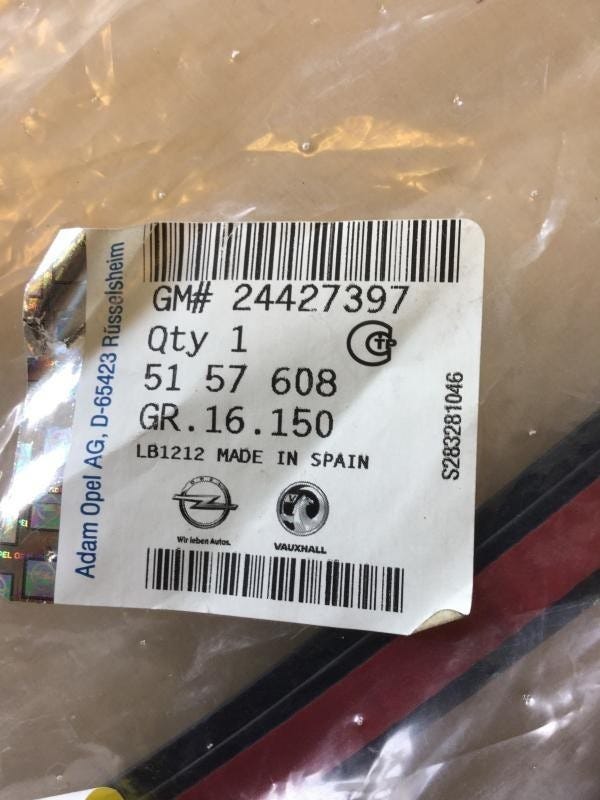 Adam Opel AG, D-65423 Rüsselsheim
GM# 24427397
Qty 1
51 57 608
GR.16.150
LB1212 MADE IN SPAIN
S283281046
Wir leben Autos.
VAUXHALL